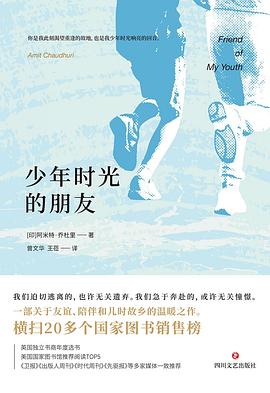 你是我此刻渴望重逢的故地,也是我少年时光响亮的回音。
Amit Chaudhuri
Friend
of
My Youth
少年时光
的朋友
[印]阿米特·乔杜里 一 著
曾文华 王苍 一 译
我们迫切逃离的,也许无关遗弃。我们急于奔赴的,或许无关憧憬。
一部关于友谊、陪伴和儿时故乡的温暖之作。
横扫20多个国家图书销售榜
英国独立书商年度选书
美国国家图书馆推荐阅读TOP5
《卫报》《出版人周刊》《时代周刊》《先驱报》等多家媒体一致推荐
四川文艺出版社